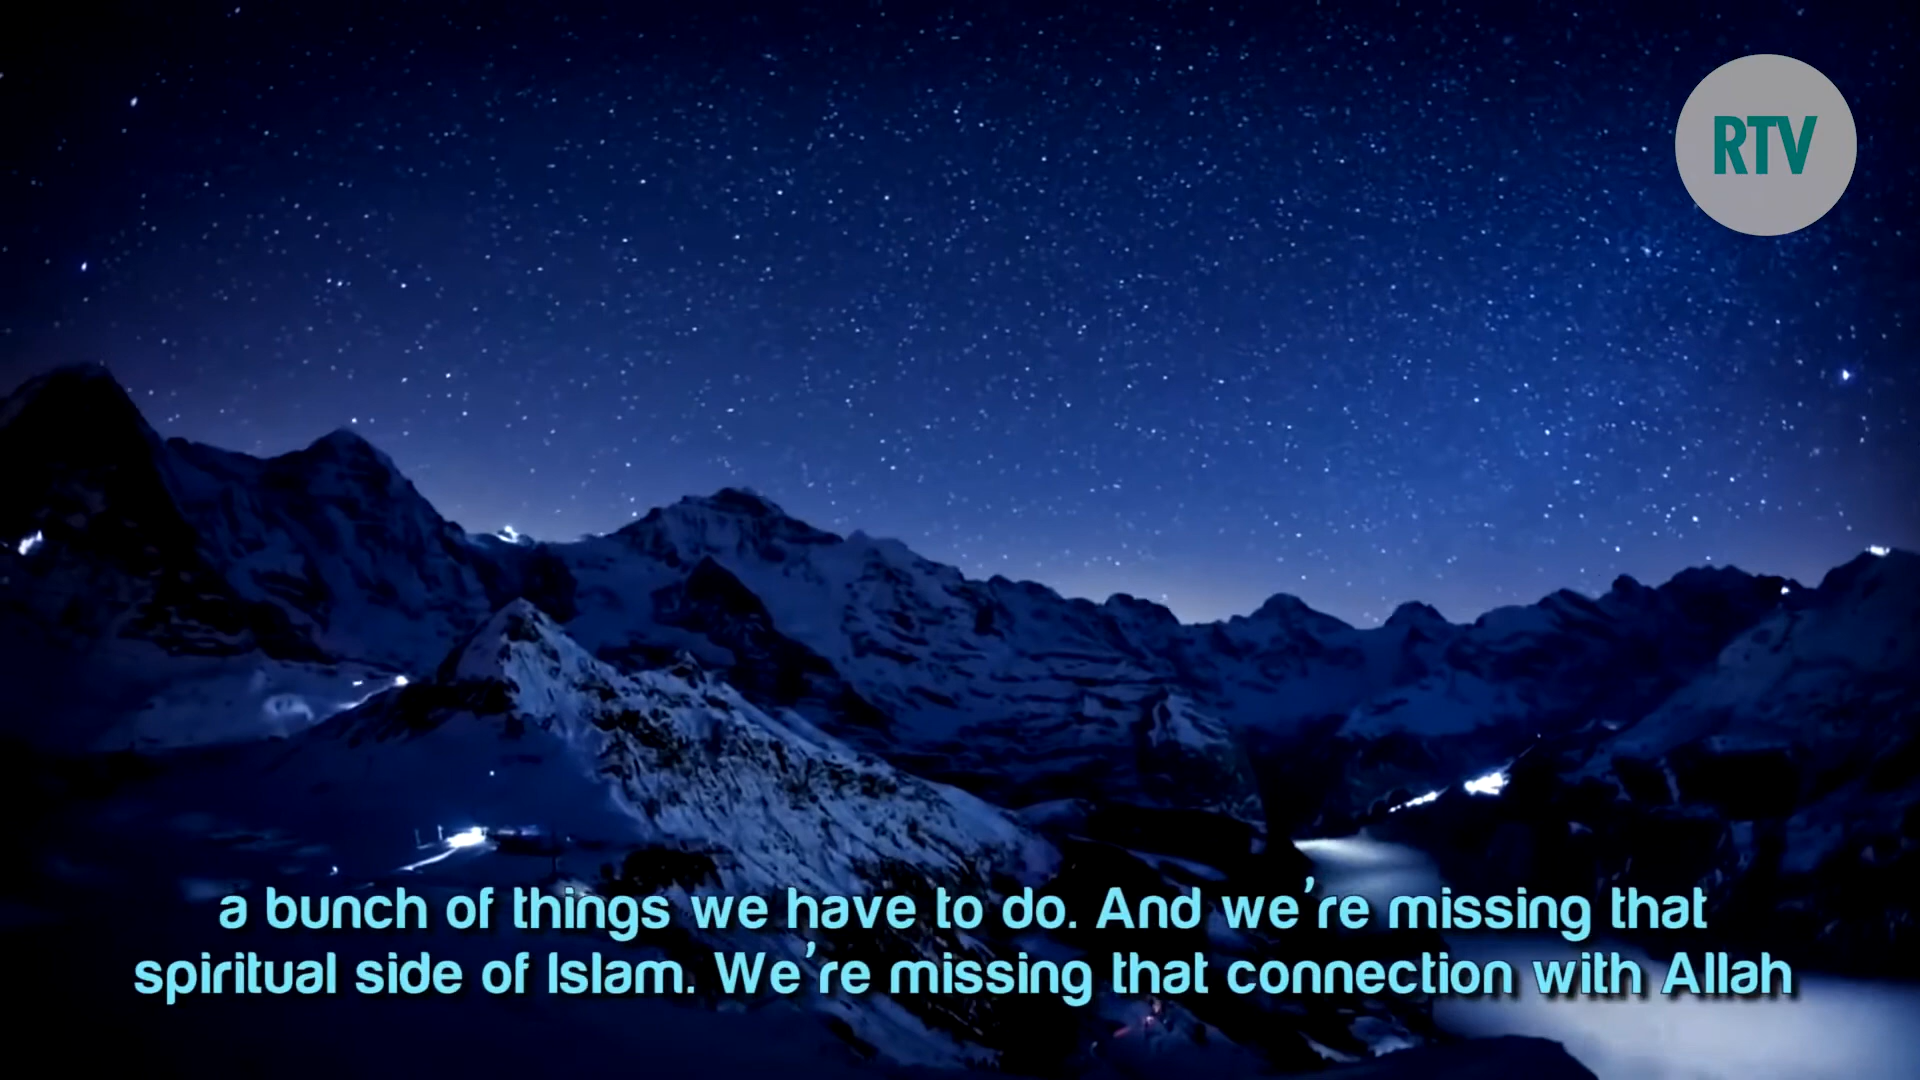 RTV
a bunch of things we have to do. And we're missing that
spiritual side of Islam. We're missing that connection with Allah